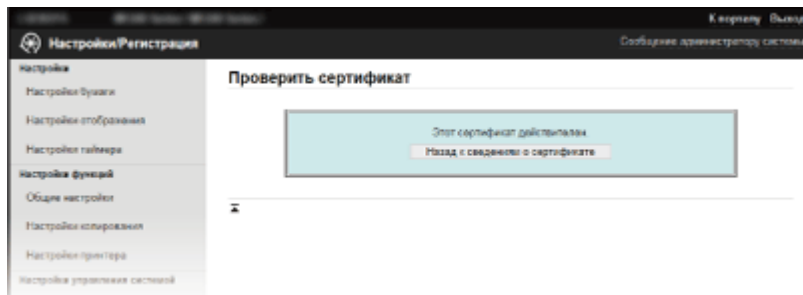 К порталу Выход
Настройки/Регистрация
Сообщение администратору системы
Настройки
Настройки бумаги
Настройки отображения
Настройки таймера
Настройки функций
Общие настройки
Настройки копирования
Настройки принтера
Настройки управления системой
Проверить сертификат
Этот сертификат действителен.
Назад к сведениям о сертификате